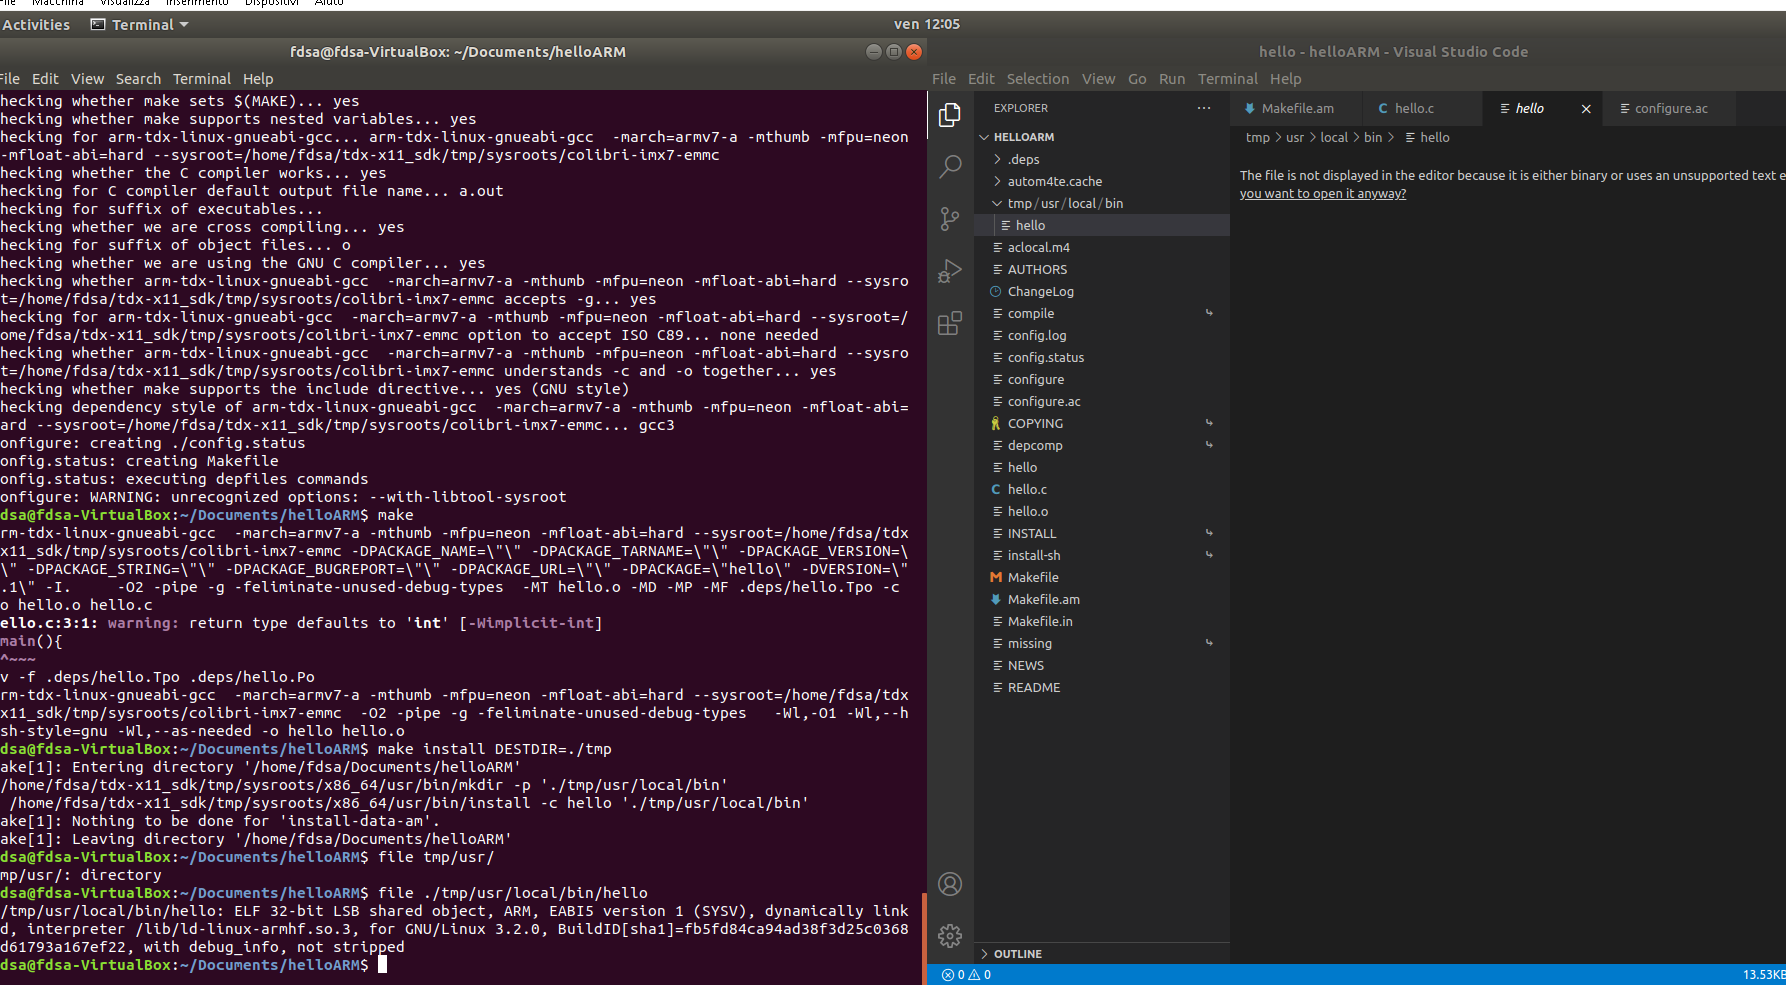 File Macchina Visualizza Inserimento Dispositivi Aiuto
Activities Terminal ven 12:05
fdsa@fdsa-VirtualBox: ~/Documents/helloARM
File Edit View Search Terminal Help
hecking whether make sets $(MAKE)... yes
hecking whether make supports nested variables... yes
hecking for arm-tdx-linux-gnueabi-gcc... arm-tdx-linux-gnueabi-gcc  -march=armv7-a -mthumb -mfpu=neon
-mfloat-abi=hard --sysroot=/home/fdsa/tdx-x11_sdk/tmp/sysroots/colibri-imx7-emmc
hecking whether the C compiler works... yes
hecking for C compiler default output file name... a.out
hecking for suffix of executables...
hecking whether we are cross compiling... yes
hecking for suffix of object files... o
hecking whether we are using the GNU C compiler... yes
hecking whether arm-tdx-linux-gnueabi-gcc  -march=armv7-a -mthumb -mfpu=neon -mfloat-abi=hard --sysro
t=/home/fdsa/tdx-x11_sdk/tmp/sysroots/colibri-imx7-emmc accepts -g... yes
hecking for arm-tdx-linux-gnueabi-gcc  -march=armv7-a -mthumb -mfpu=neon -mfloat-abi=hard --sysroot=/
ome/fdsa/tdx-x11_sdk/tmp/sysroots/colibri-imx7-emmc option to accept ISO C89... none needed
hecking whether arm-tdx-linux-gnueabi-gcc  -march=armv7-a -mthumb -mfpu=neon -mfloat-abi=hard --sysro
t=/home/fdsa/tdx-x11_sdk/tmp/sysroots/colibri-imx7-emmc understands -c and -o together... yes
hecking whether make supports the include directive... yes (GNU style)
hecking dependency style of arm-tdx-linux-gnueabi-gcc  -march=armv7-a -mthumb -mfpu=neon -mfloat-abi=
ard --sysroot=/home/fdsa/tdx-x11_sdk/tmp/sysroots/colibri-imx7-emmc... gcc3
onfigure: creating ./config.status
onfig.status: creating Makefile
onfig.status: executing depfiles commands
onfigure: WARNING: unrecognized options: --with-libtool-sysroot
dsa@fdsa-VirtualBox:~/Documents/helloARM$ make
rm-tdx-linux-gnueabi-gcc  -march=armv7-a -mthumb -mfpu=neon -mfloat-abi=hard --sysroot=/home/fdsa/tdx
x11_sdk/tmp/sysroots/colibri-imx7-emmc -DPACKAGE_NAME=\"\" -DPACKAGE_TARNAME=\"\" -DPACKAGE_VERSION=\
\" -DPACKAGE_STRING=\"\" -DPACKAGE_BUGREPORT=\"\" -DPACKAGE_URL=\"\" -DPACKAGE=\"hello\" -DVERSION=\"
.1\" -I.     -O2 -pipe -g -feliminate-unused-debug-types  -MT hello.o -MD -MP -MF .deps/hello.Tpo -c
o hello.o hello.c
ello.c:3:1: warning: return type defaults to 'int' [-Wimplicit-int]
main(){
^~~~
v -f .deps/hello.Tpo .deps/hello.Po
rm-tdx-linux-gnueabi-gcc  -march=armv7-a -mthumb -mfpu=neon -mfloat-abi=hard --sysroot=/home/fdsa/tdx
x11_sdk/tmp/sysroots/colibri-imx7-emmc  -O2 -pipe -g -feliminate-unused-debug-types   -Wl,-O1 -Wl,--h
sh-style=gnu -Wl,--as-needed -o hello hello.o
dsa@fdsa-VirtualBox:~/Documents/helloARM$ make install DESTDIR=./tmp
ake[1]: Entering directory '/home/fdsa/Documents/helloARM'
/home/fdsa/tdx-x11_sdk/tmp/sysroots/x86_64/usr/bin/mkdir -p './tmp/usr/local/bin'
/home/fdsa/tdx-x11_sdk/tmp/sysroots/x86_64/usr/bin/install -c hello './tmp/usr/local/bin'
ake[1]: Nothing to be done for 'install-data-am'.
ake[1]: Leaving directory '/home/fdsa/Documents/helloARM'
dsa@fdsa-VirtualBox:~/Documents/helloARM$ file tmp/usr/
mp/usr/: directory
dsa@fdsa-VirtualBox:~/Documents/helloARM$ file ./tmp/usr/local/bin/hello
/tmp/usr/local/bin/hello: ELF 32-bit LSB shared object, ARM, EABI5 version 1 (SYSV), dynamically link
d, interpreter /lib/ld-linux-armhf.so.3, for GNU/Linux 3.2.0, BuildID[sha1]=fb5fd84ca94ad38f3d25c0368
d61793a167ef22, with debug_info, not stripped
dsa@fdsa-VirtualBox:~/Documents/helloARM$
hello - helloARM - Visual Studio Code
File Edit Selection View Go Run Terminal Help
EXPLORER ···
HELLOARM
.deps
autom4te.cache
tmp/usr/local/bin
hello
aclocal.m4
AUTHORS
ChangeLog
compile
config.log
config.status
configure
configure.ac
COPYING
depcomp
hello
hello.c
hello.o
INSTALL
install-sh
Makefile
Makefile.am
Makefile.in
missing
NEWS
README
OUTLINE
Makefile.am hello.c hello configure.ac
tmp > usr > local > bin > hello
The file is not displayed in the editor because it is either binary or uses an unsupported text e
you want to open it anyway?
0 0 13.53KB